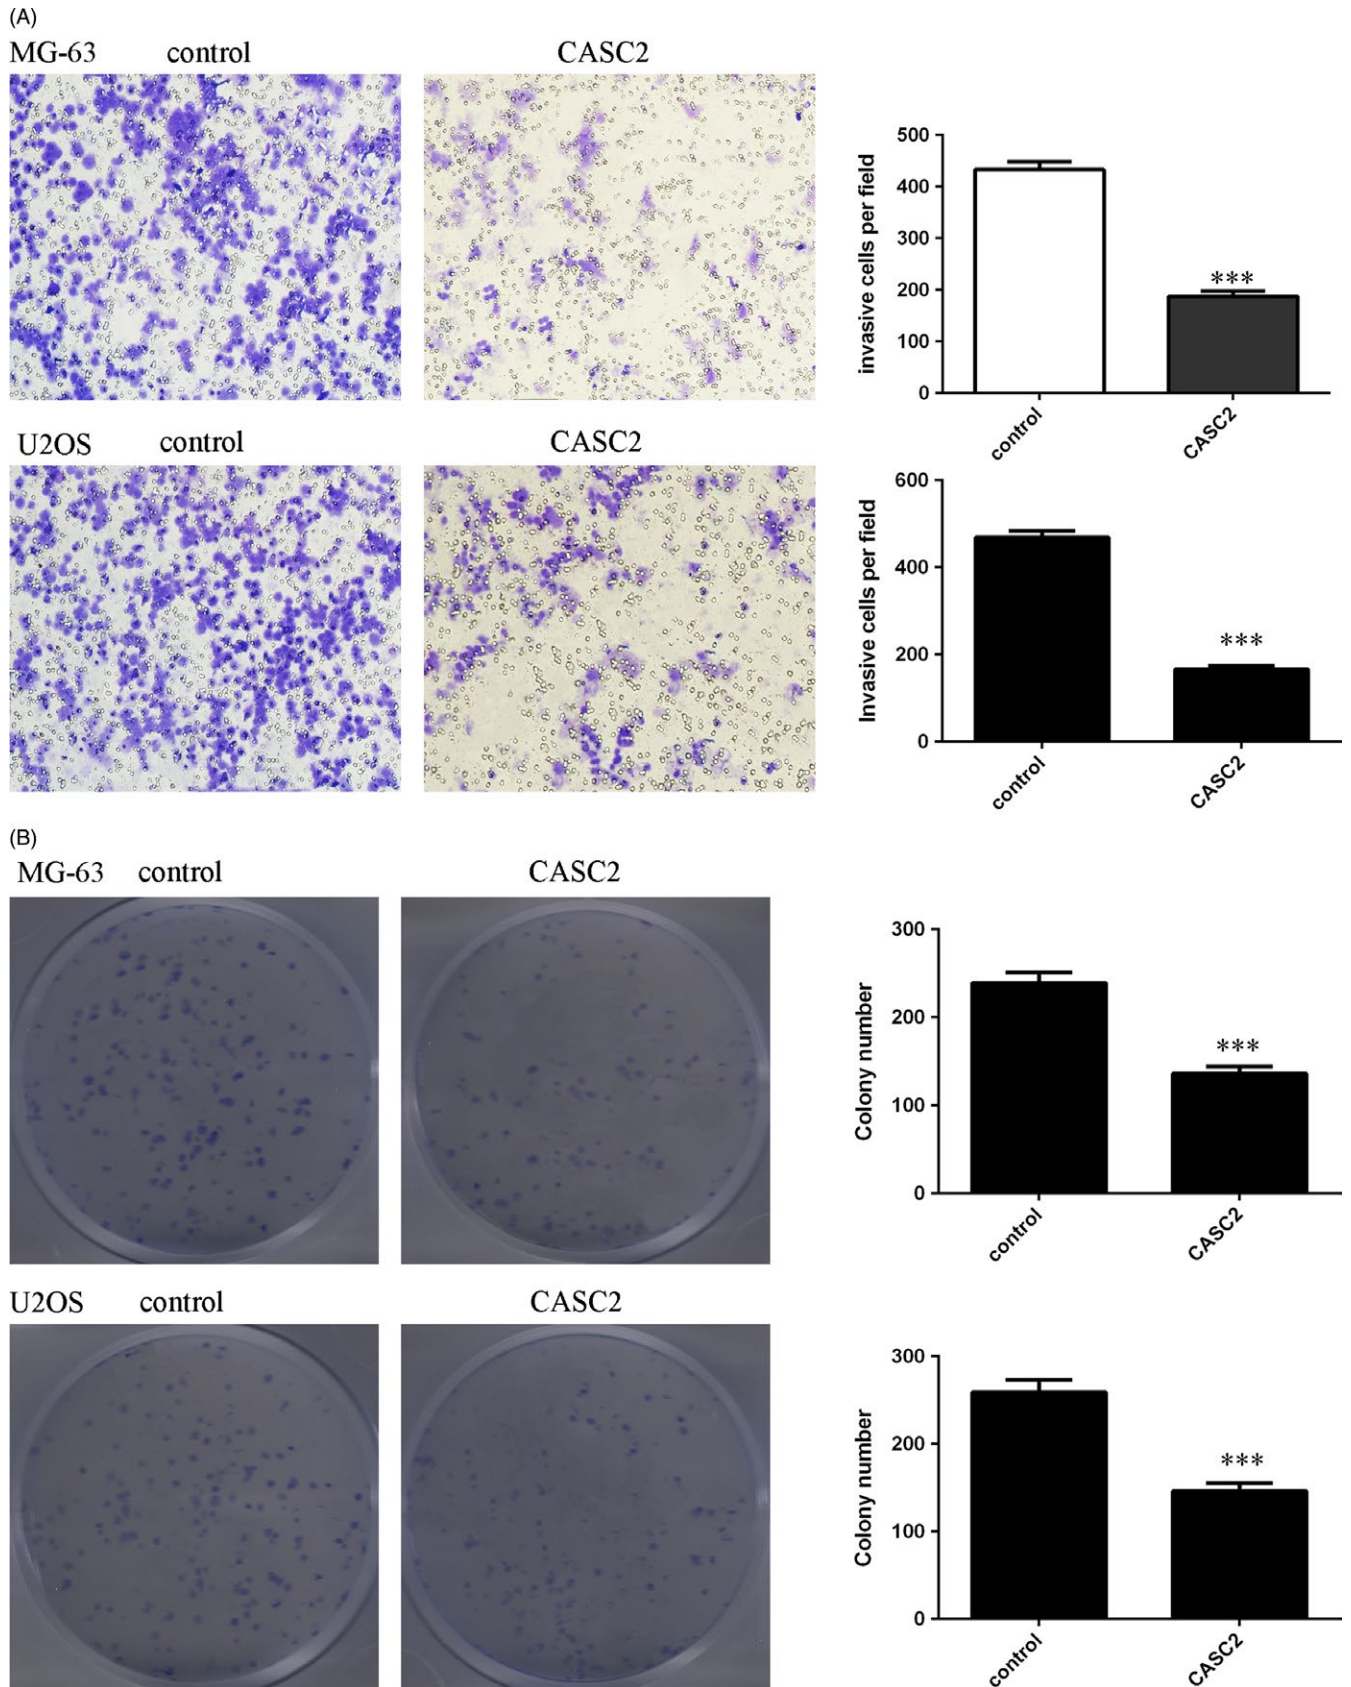 (A)
MG-63 control CASC2
500
400
300
200
100
0
invasive cells per field
***
control CASC2
U2OS control CASC2
600
400
200
0
Invasive cells per field
***
control CASC2
(B)
MG-63 control CASC2
300
200
100
0
Colony number
***
control CASC2
U2OS control CASC2
300
200
100
0
Colony number
***
control CASC2